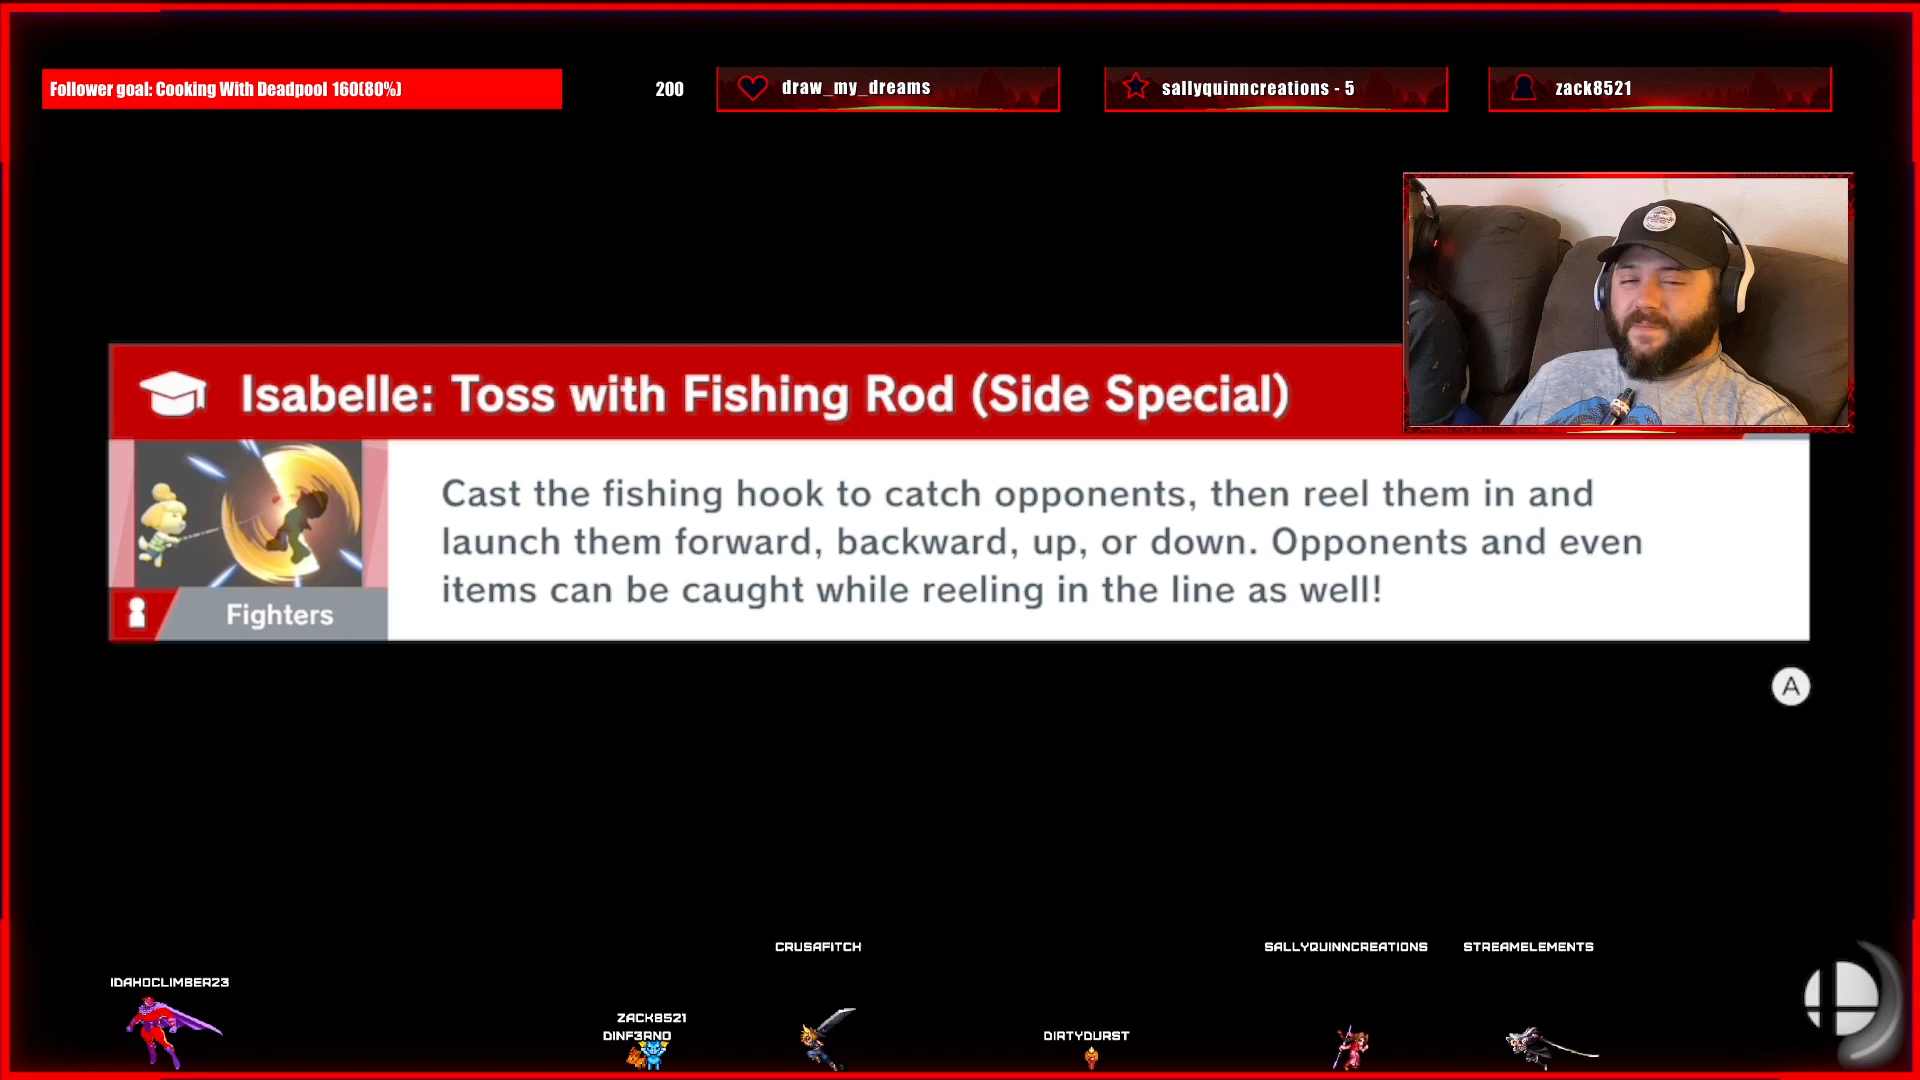 Follower goal: Cooking With Deadpool 160(80%)
200
draw_my_dreams
sallyquinncreations - 5
zack8521
Isabelle: Toss with Fishing Rod (Side Special)
Cast the fishing hook to catch opponents, then reel them in and
launch them forward, backward, up, or down. Opponents and even
items can be caught while reeling in the line as well!
Fighters
A
CRUSAFITCH
SALLYQUINNCREATIONS
STREAMELEMENTS
IDAHOCLIMBER23
ZACK8521
DINF3RNO
DIRTYDURST